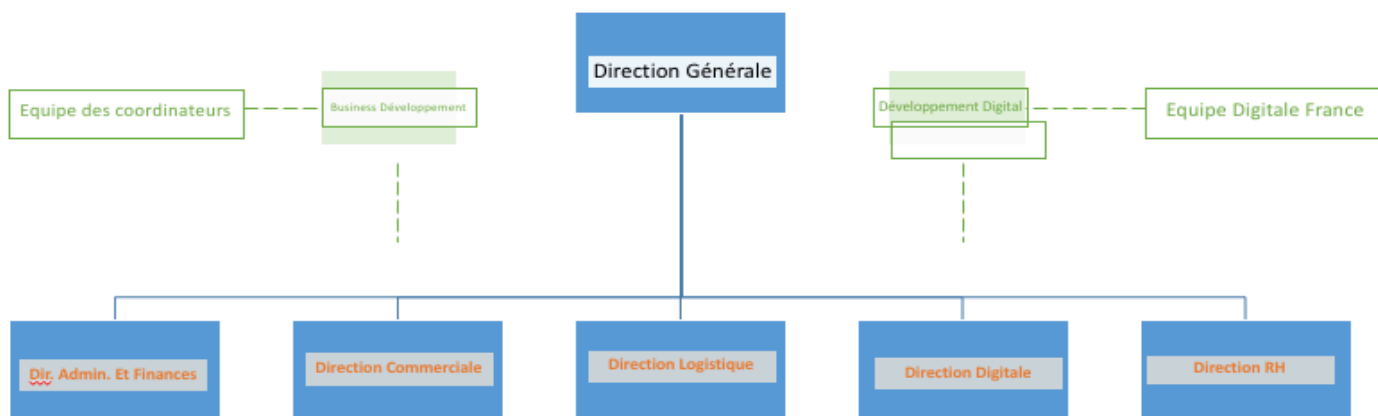 Direction Générale
Equipe des coordinateurs
Business Développement
Développement Digital
Equipe Digitale France
Dir. Admin. Et Finances
Direction Commerciale
Direction Logistique
Direction Digitale
Direction RH